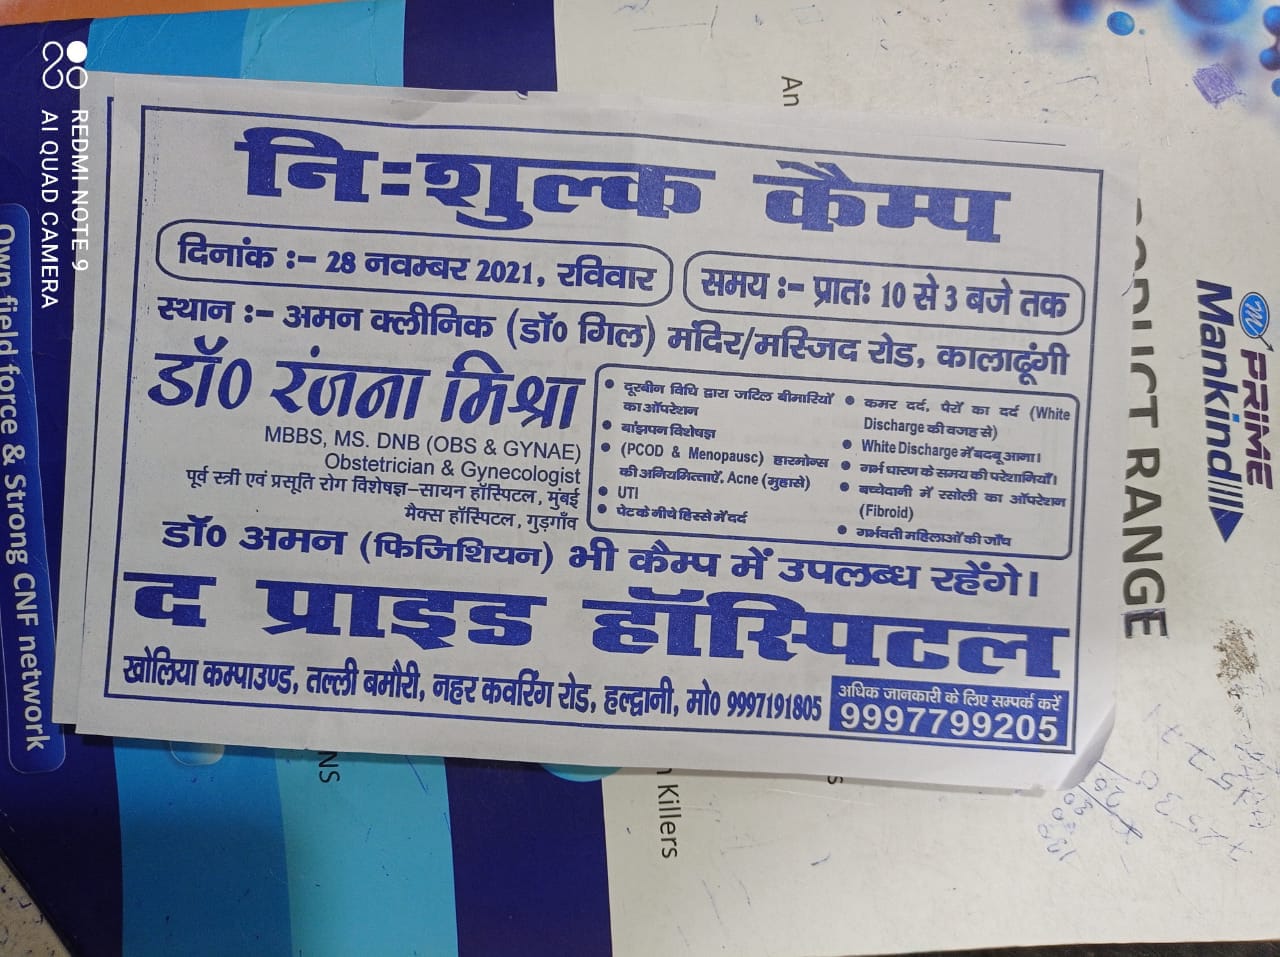 निःशुल्क कैम्प
दिनांक :- 28 नवम्बर 2021, रविवार
समय :- प्रातः 10 से 3 बजे तक
स्थान :- अमन क्लीनिक (डॉ० गिल) मंदिर/मस्जिद रोड, कालाढूंगी
डॉ० रंजना मिश्रा
MBBS, MS. DNB (OBS & GYNAE)
Obstetrician & Gynecologist
पूर्व स्त्री एवं प्रसूति रोग विशेषज्ञ-सायन हॉस्पिटल, मुंबई
मैक्स हॉस्पिटल, गुड़गाँव
• दूरबीन विधि द्वारा जटिल बीमारियों
का ऑपरेशन
• बांझपन विशेषज्ञ
• (PCOD & Menopausc) हारमोन्स
की अनियमित्ताऐं, Acne (मुहासे)
• UTI
• पेट के नीचे हिस्से में दर्द
• कमर दर्द, पैरों का दर्द (White
Discharge की वजह से)
• White Discharge में बदबू आना।
• गर्भ धारण के समय की परेशानियाँ।
• बच्चेदानी में रसोली का ऑपरेशन
(Fibroid)
• गर्भवती महिलाओं की जाँच
डॉ० अमन (फिजिशियन) भी कैम्प में उपलब्ध रहेंगे।
द प्राइड हॉस्पिटल
खोलिया कम्पाउण्ड, तल्ली बमौरी, नहर कवरिंग रोड, हल्द्वानी, मो० 9997191805
अधिक जानकारी के लिए सम्पर्क करें
9997799205
REDMI NOTE 9
AI QUAD CAMERA
Own field force & Strong CNF network
An
PRIME
Mankind
RANGE
Killers